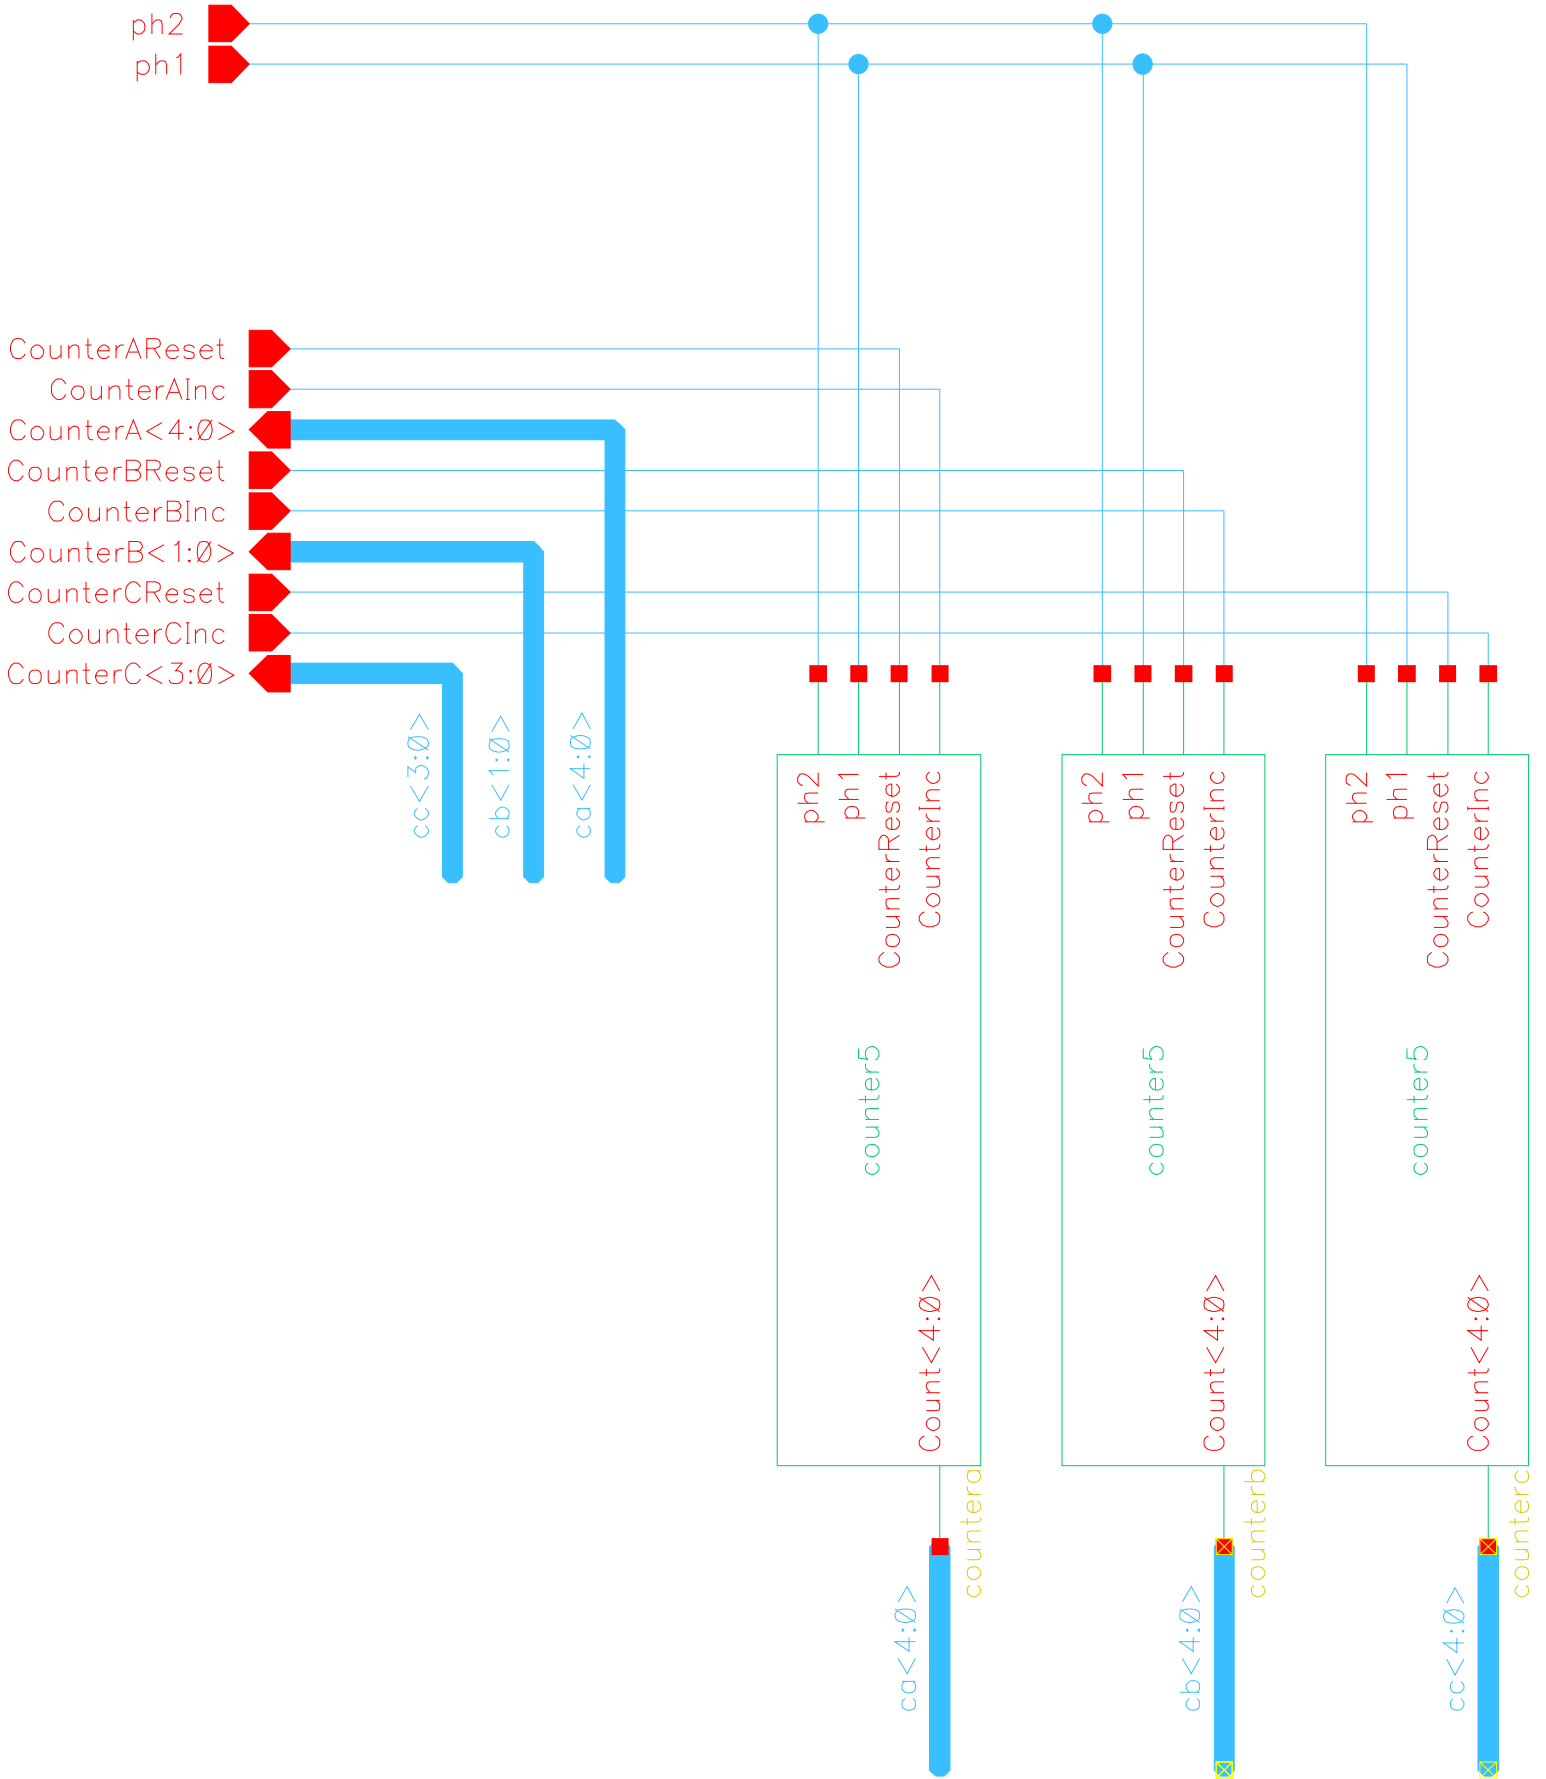 ph2
ph1
CounterAReset
CounterAInc
CounterA<4:0>
CounterBReset
CounterBInc
CounterB<1:0>
CounterCReset
CounterCInc
CounterC<3:0>
cc<3:0>
cb<1:0>
ca<4:0>
ph2
ph1
CounterReset
CounterInc
counter5
Count<4:0>
countera
ca<4:0>
ph2
ph1
CounterReset
CounterInc
counter5
Count<4:0>
counterb
cb<4:0>
ph2
ph1
CounterReset
CounterInc
counter5
Count<4:0>
counterc
cc<4:0>